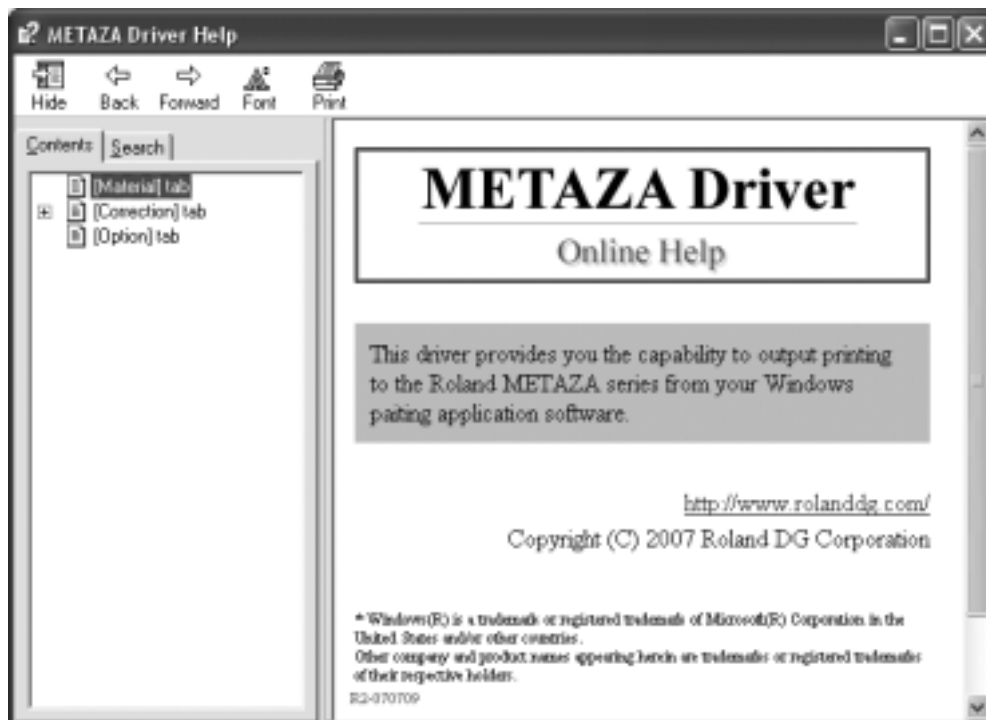 METAZA Driver Help
Hide Back Forward Font Print
Contents Search
[Material] tab
[Correction] tab
[Option] tab
METAZA Driver
Online Help
This driver provides you the capability to output printing
to the Roland METAZA series from your Windows
paiting application software.
http://www.rolanddg.com/
Copyright (C) 2007 Roland DG Corporation
* Windows(R) is a trademark or registered trademark of Microsoft(R) Corporation in the
United States and/or other countries.
Other company and product names appearing herein are trademarks or registered trademarks
of their respective holders.
R2-070709